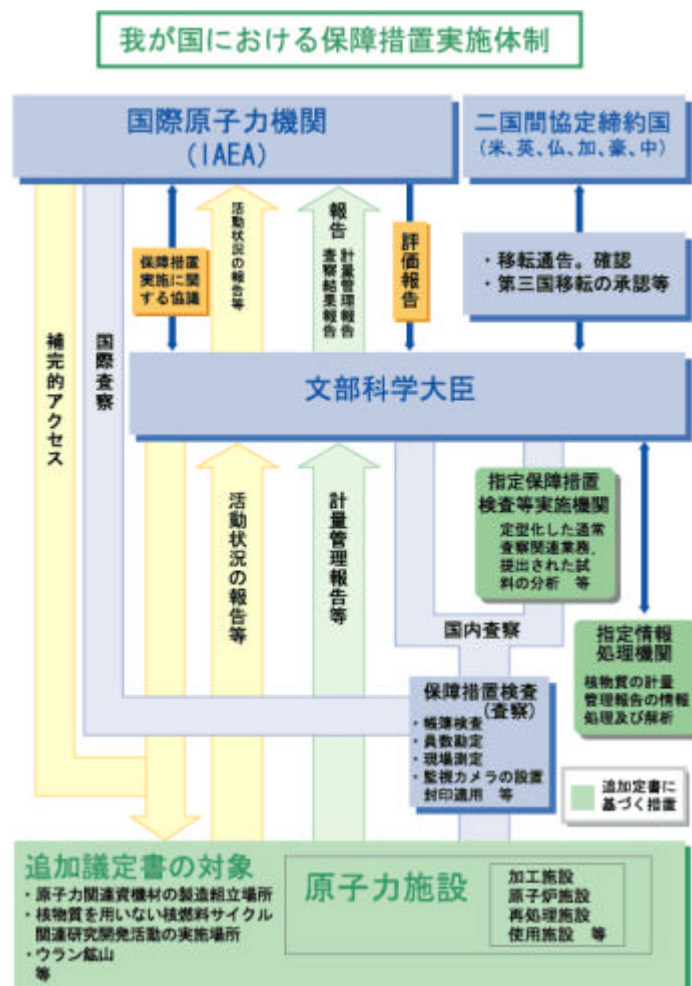 我が国における保障措置実施体制
国際原子力機関
(IAEA)
二国間協定締約国
(米、英、仏、加、豪、中)
保障措置
実施に関
する協議
活動状況の報告等
報告
計量管理報告
査察結果報告
評価報告
・移転通告。確認
・第三国移転の承認等
補完的アクセス
国際査察
文部科学大臣
活動状況の報告等
計量管理報告等
指定保障措置
検査等実施機関
定型化した通常
査察関連業務、
提出された試
料の分析 等
国内査察
指定情報
処理機関
核物質の計量
管理報告の情報
処理及び解析
保障措置検査
(査察)
・帳簿検査
・員数勘定
・現場測定
・監視カメラの設置
封印適用 等
追加定書に
基づく措置
追加議定書の対象
・原子力関連資機材の製造組立場所
・核物質を用いない核燃料サイクル
関連研究開発活動の実施場所
・ウラン鉱山
等
原子力施設
加工施設
原子炉施設
再処理施設
使用施設 等